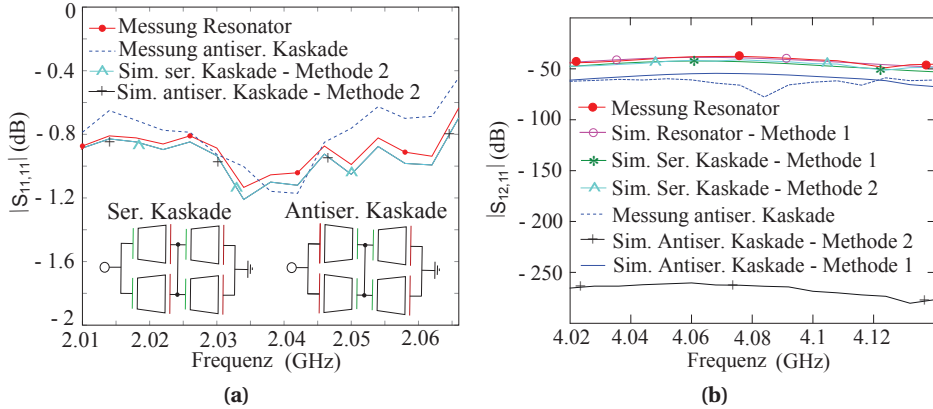 (a)
0
- 0.4
- 0.8
- 1.2
- 1.6
- 2
|S11,11| (dB)
Messung Resonator
Messung antiser. Kaskade
Sim. ser. Kaskade - Methode 2
Sim. antiser. Kaskade - Methode 2
Ser. Kaskade
Antiser. Kaskade
2.01 2.02 2.03 2.04 2.05 2.06
Frequenz (GHz)
(a)
(b)
0
- 50
- 100
- 150
- 200
- 250
|S12,11| (dB)
Messung Resonator
Sim. Resonator - Methode 1
Sim. Ser. Kaskade - Methode 1
Sim. Ser. Kaskade - Methode 2
Messung antiser. Kaskade
Sim. Antiser. Kaskade - Methode 2
Sim. Antiser. Kaskade - Methode 1
4.02 4.04 4.06 4.08 4.1 4.120 4.140
Frequenz (GHz)
(b)